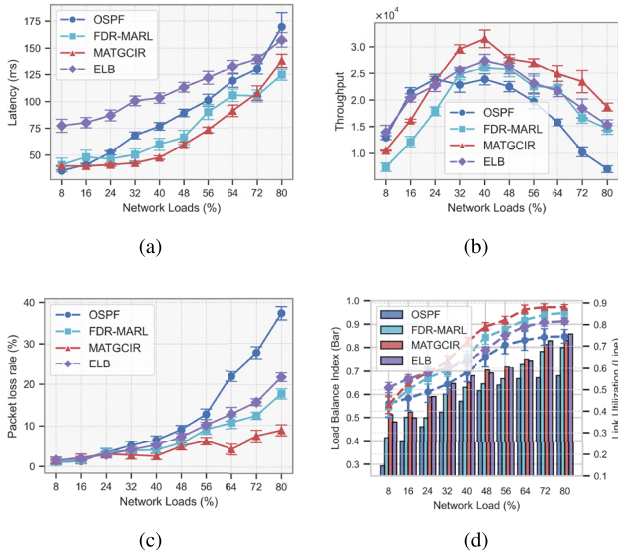 OSPF
FDR-MARL
MATGCIR
ELB
175
150
125
100
75
50
Latency (ms)
8 16 24 32 40 48 56 64 72 80
Network Loads (%)
(a)
×10⁴
3.0
2.5
2.0
1.5
1.0
Throughput
OSPF
FDR-MARL
MATGCIR
ELB
8 16 24 32 40 48 56 64 72 80
Network Loads (%)
(b)
OSPF
FDR-MARL
MATGCIR
ELB
40
30
20
10
0
Packet loss rate (%)
8 16 24 32 40 48 56 64 72 80
Network Loads (%)
(c)
OSPF
FDR-MARL
MATGCIR
ELB
1.0
0.9
0.8
0.7
0.6
0.5
0.4
0.3
Load Balance Index (Bar)
0.9
0.8
0.7
0.6
0.5
0.4
0.3
0.2
0.1
Link Utilization (Line)
8 16 24 32 40 48 56 64 72 80
Network Load (%)
(d)